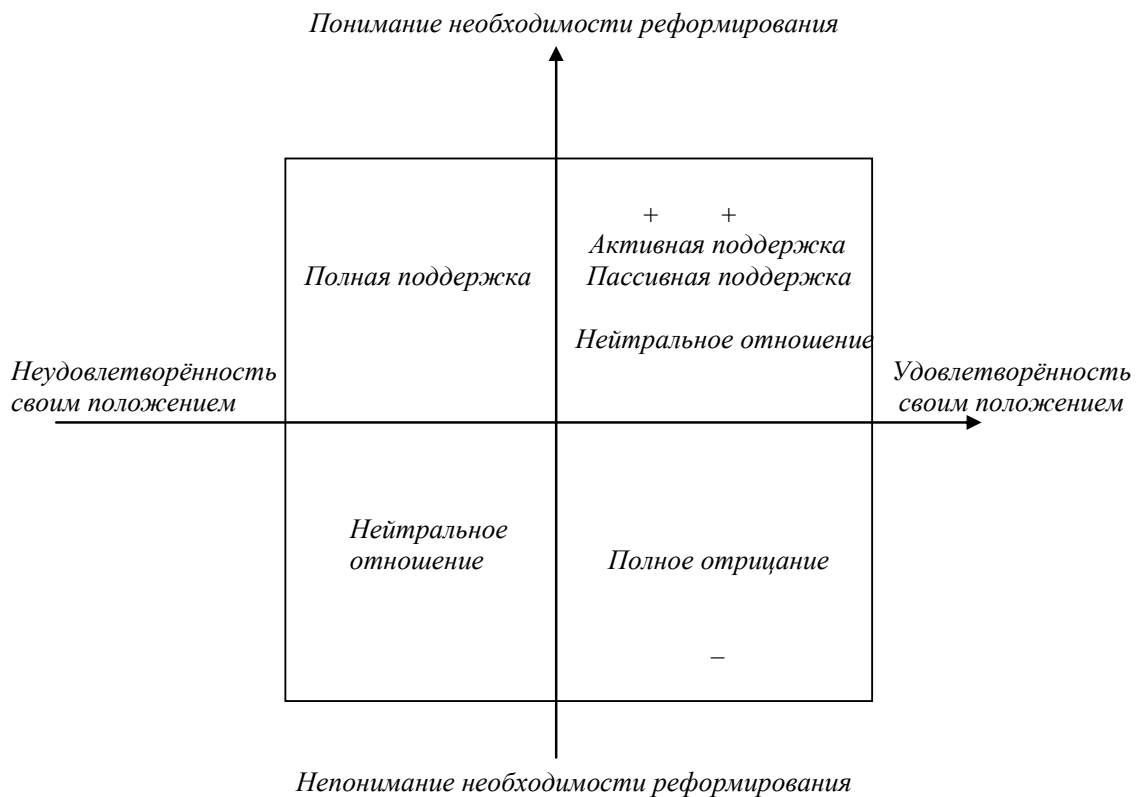 Понимание необходимости реформирования
+ +
Активная поддержка
Полная поддержка
Пассивная поддержка
Нейтральное отношение
Неудовлетворённость
своим положением
Удовлетворённость
своим положением
Нейтральное
отношение
Полное отрицание
–
Непонимание необходимости реформирования